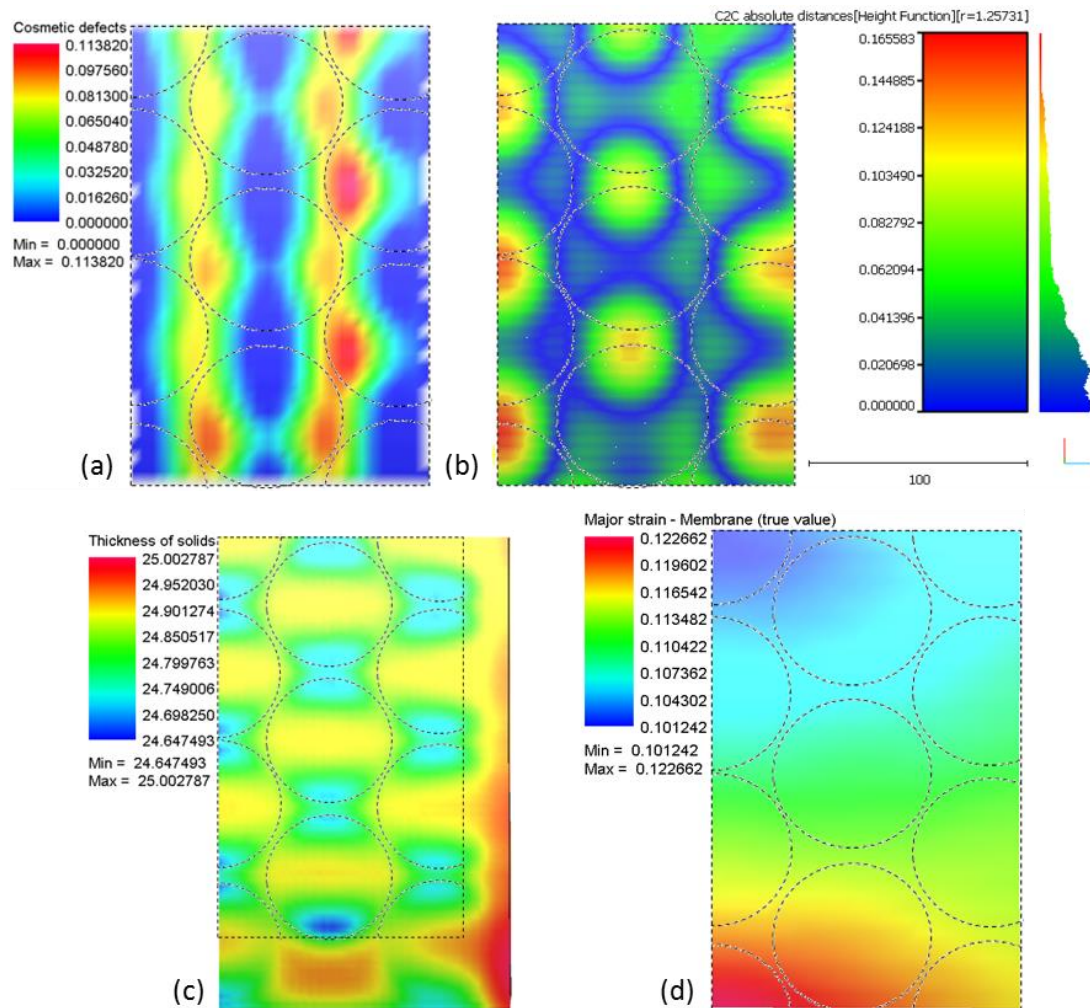 Cosmetic defects
0.113820
0.097560
0.081300
0.065040
0.048780
0.032520
0.016260
0.000000
Min = 0.000000
Max = 0.113820
(a)
C2C absolute distances[Height Function][r=1.25731]
0.165583
0.144885
0.124188
0.103490
0.082792
0.062094
0.041396
0.020698
0.000000
100
(b)
Thickness of solids
25.002787
24.952030
24.901274
24.850517
24.799763
24.749006
24.698250
24.647493
Min = 24.647493
Max = 25.002787
(c)
Major strain - Membrane (true value)
0.122662
0.119602
0.116542
0.113482
0.110422
0.107362
0.104302
0.101242
Min = 0.101242
Max = 0.122662
(d)